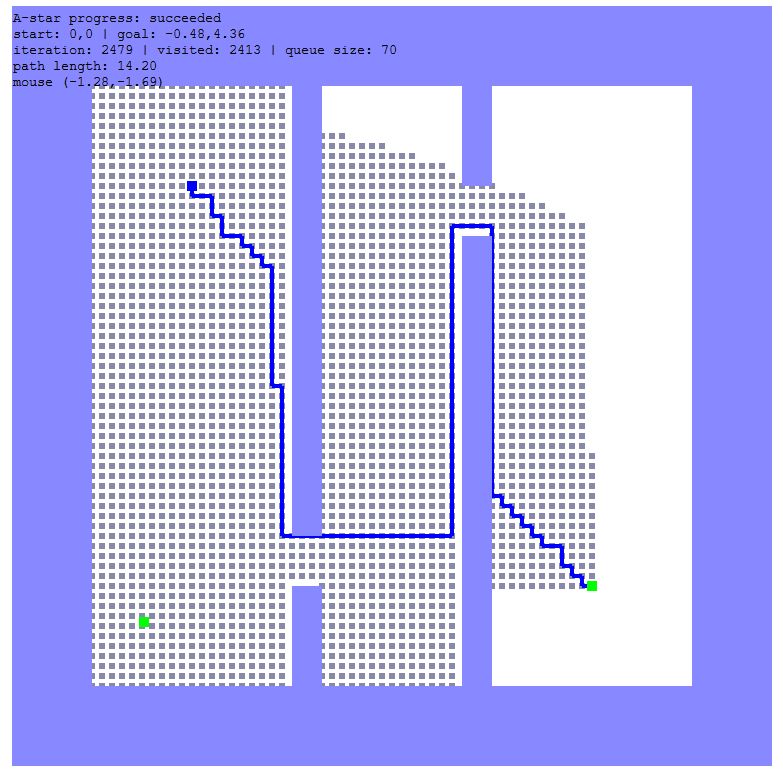 A-star progress: succeeded
start: 0,0 | goal: -0.48,4.36
iteration: 2479 | visited: 2413 | queue size: 70
path length: 14.20
mouse (-1.28,-1.69)